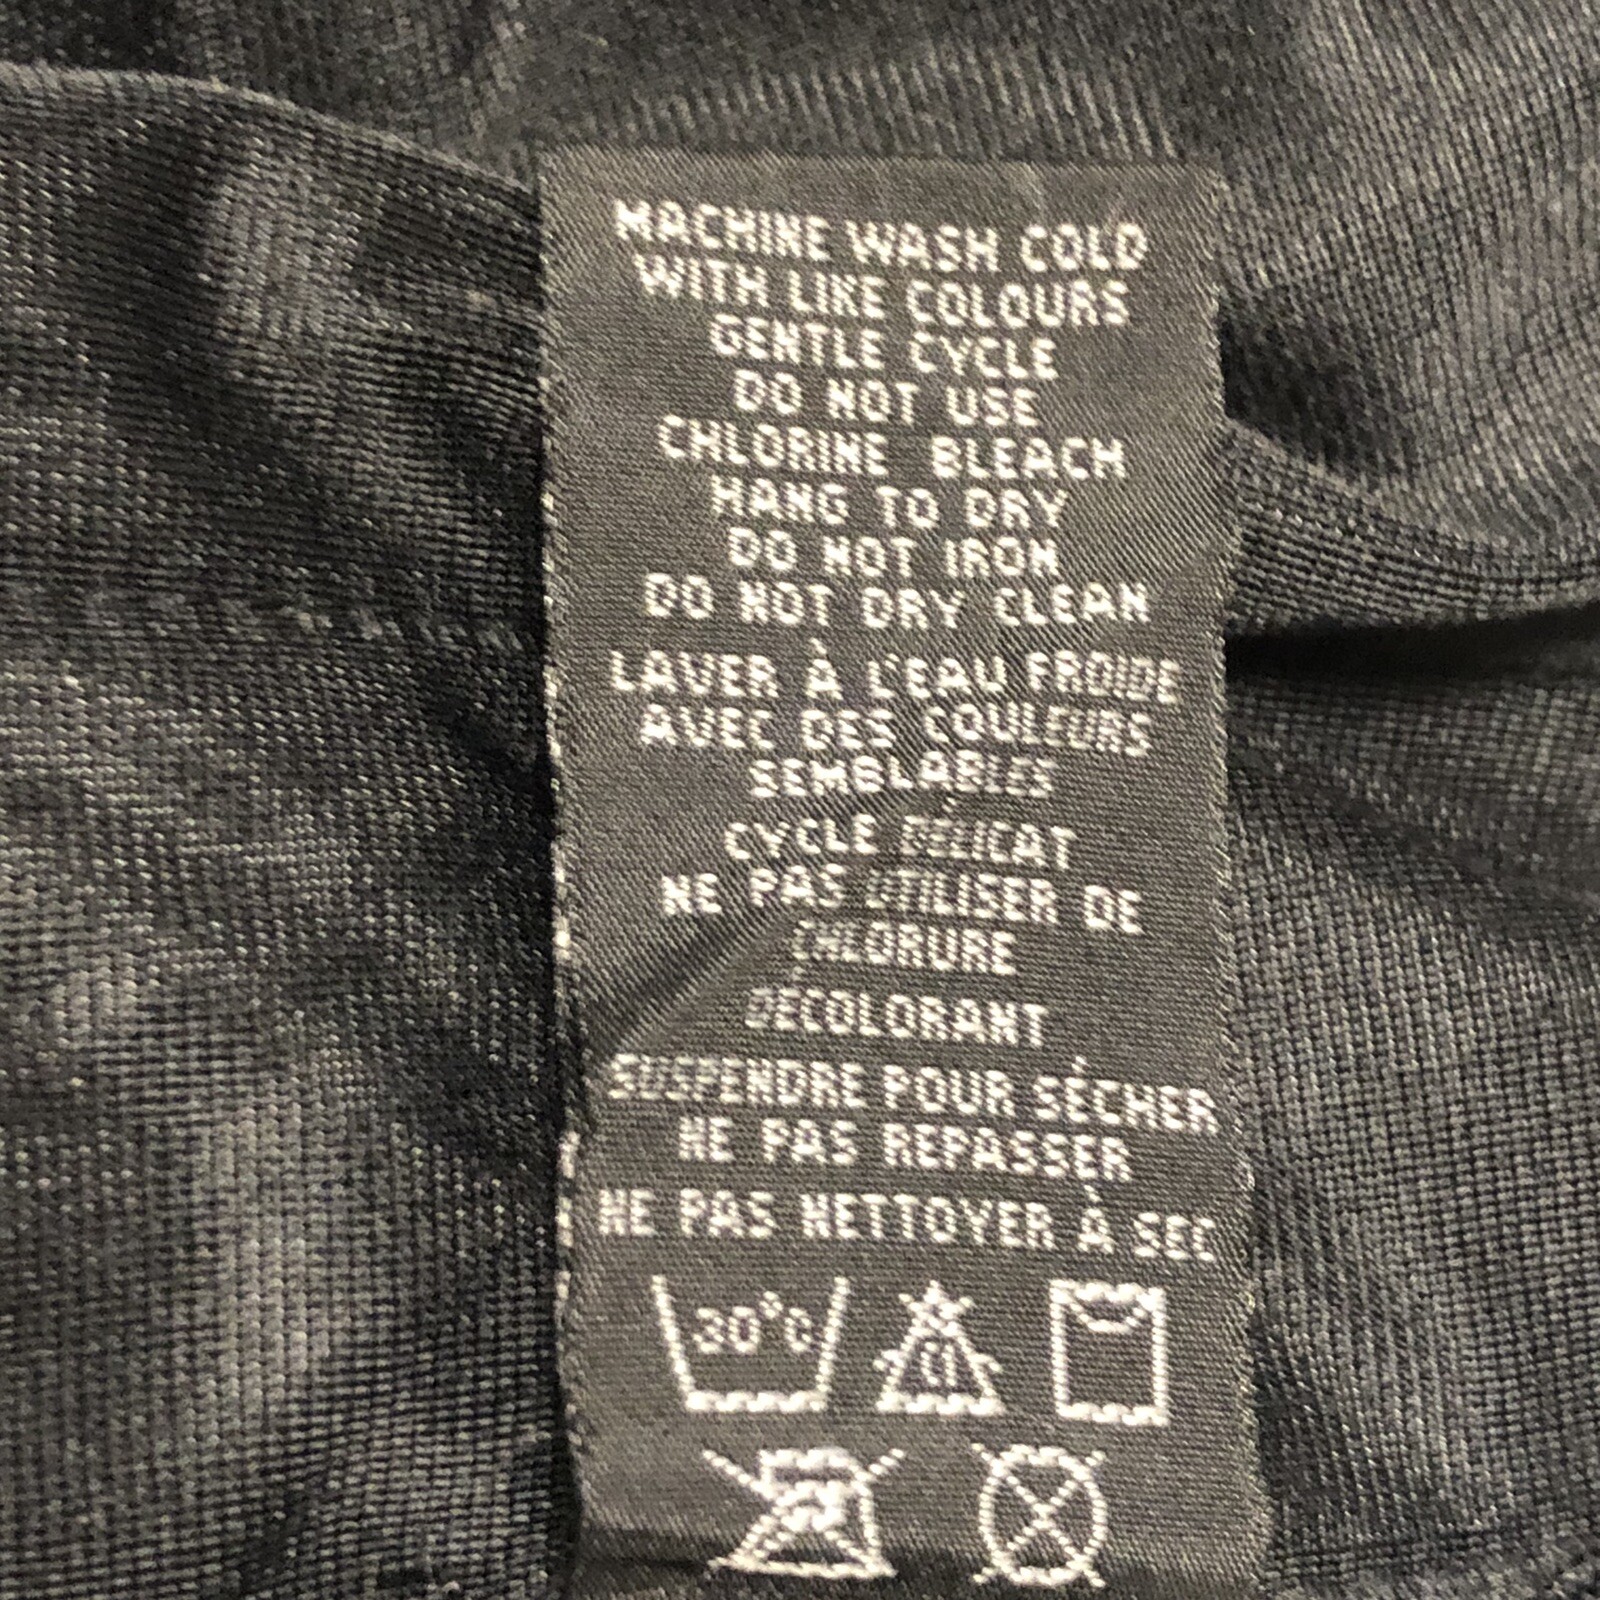 MACHINE WASH COLD
WITH LIKE COLOURS
GENTLE CYCLE
DO NOT USE
CHLORINE BLEACH
HANG TO DRY
DO NOT IRON
DO NOT DRY CLEAN
LAVER À L'EAU FROIDE
AVEC DES COULEURS
SEMBLABLES
CYCLE DÉLICAT
NE PAS UTILISER DE
CHLORURE
DÉCOLORANT
SUSPENDRE POUR SÉCHER
NE PAS REPASSER
NE PAS NETTOYER À SEC
30°C
Cl